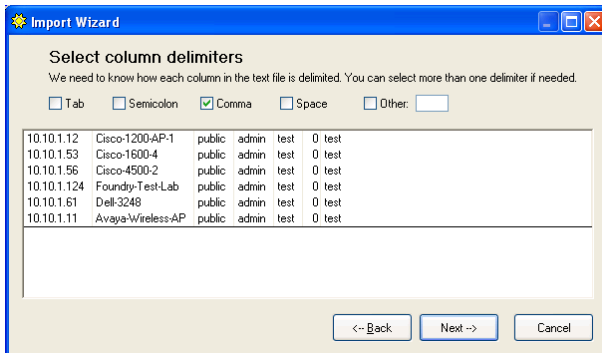 Import Wizard
Select column delimiters
We need to know how each column in the text file is delimited. You can select more than one delimiter if needed.
Tab Semicolon Comma Space Other:
10.10.1.12 Cisco-1200-AP-1 public admin test 0 test
10.10.1.53 Cisco-1600-4 public admin test 0 test
10.10.1.56 Cisco-4500-2 public admin test 0 test
10.10.1.124 Foundry-Test-Lab public admin test 0 test
10.10.1.61 Dell-3248 public admin test 0 test
10.10.1.11 Avaya-Wireless-AP public admin test 0 test
<-- Back Next --> Cancel